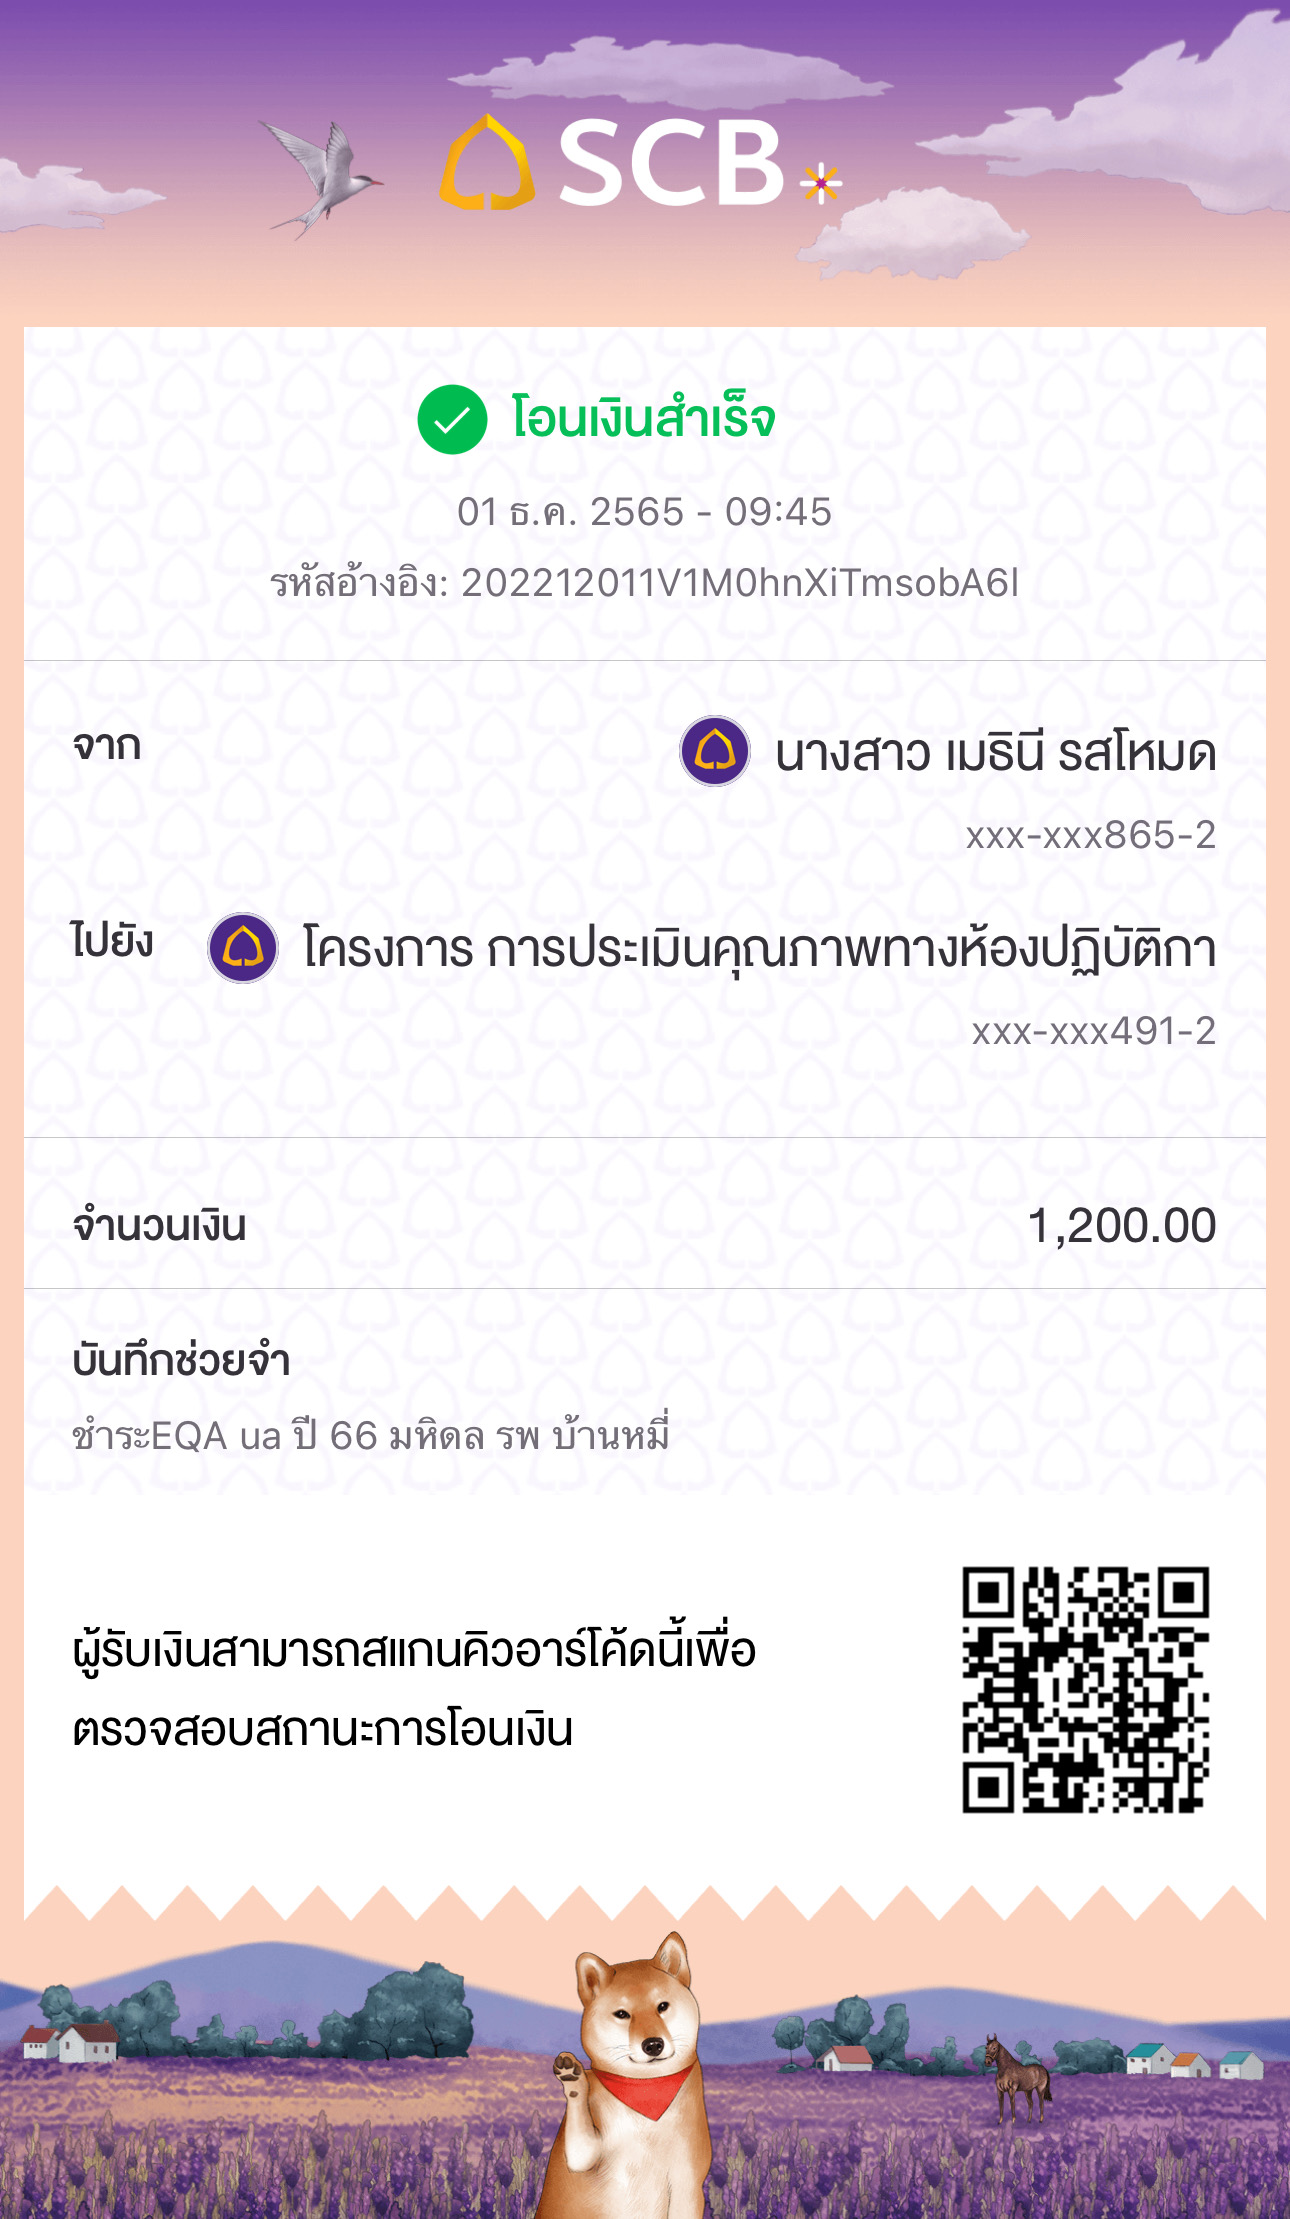 SCB
โอนเงินสำเร็จ
01 ธ.ค. 2565 - 09:45
รหัสอ้างอิง: 202212011V1M0hnXiTmsobA6l
จาก
นางสาว เมธินี รสโหมด
xxx-xxx865-2
ไปยัง
โครงการ การประเมินคุณภาพทางห้องปฏิบัติกา
xxx-xxx491-2
จำนวนเงิน
1,200.00
บันทึกช่วยจำ
ชำระEQA ua ปี 66 มหิดล รพ บ้านหมี่
ผู้รับเงินสามารถสแกนคิวอาร์โค้ดนี้เพื่อ
ตรวจสอบสถานะการโอนเงิน